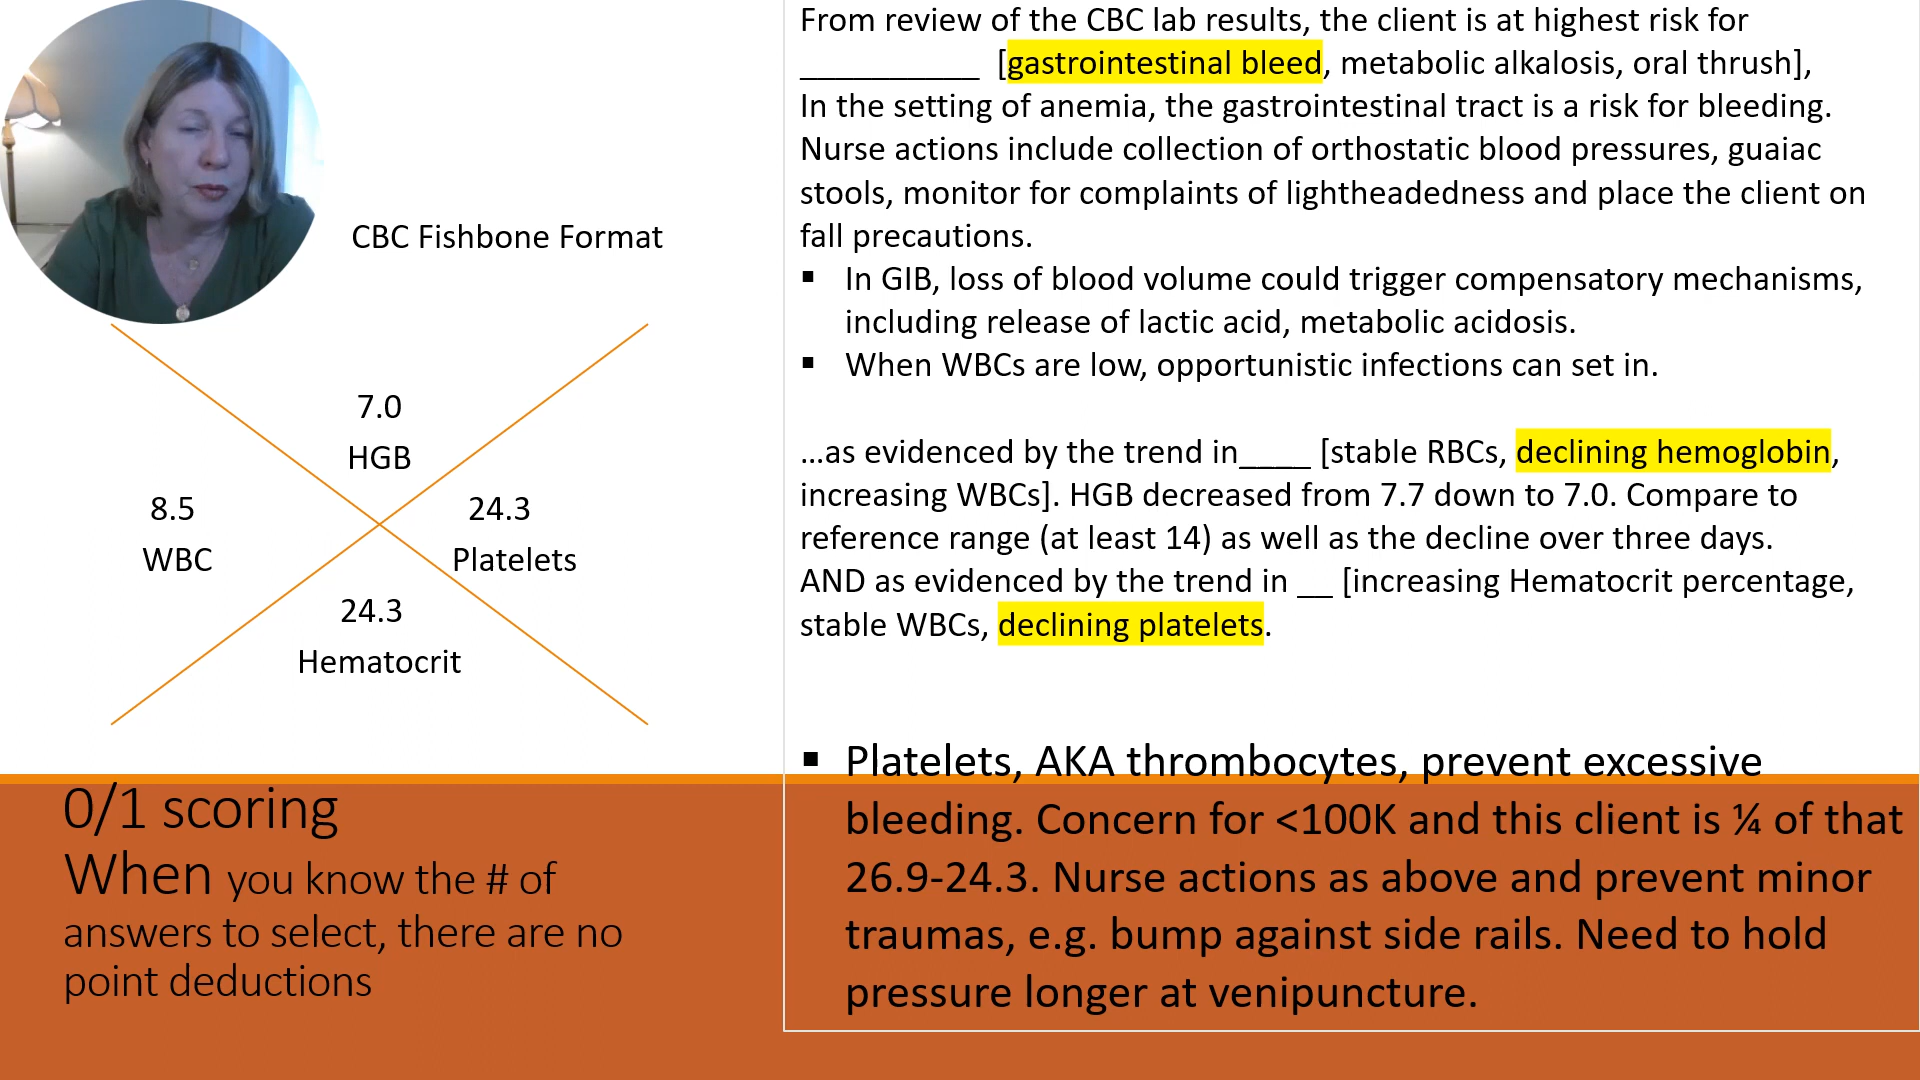 CBC Fishbone Format
7.0
HGB
8.5
WBC
24.3
Platelets
24.3
Hematocrit
0/1 scoring
When you know the # of
answers to select, there are no
point deductions
From review of the CBC lab results, the client is at highest risk for
__________ [gastrointestinal bleed, metabolic alkalosis, oral thrush],
In the setting of anemia, the gastrointestinal tract is a risk for bleeding.
Nurse actions include collection of orthostatic blood pressures, guaiac
stools, monitor for complaints of lightheadedness and place the client on
fall precautions.
▪ In GIB, loss of blood volume could trigger compensatory mechanisms,
including release of lactic acid, metabolic acidosis.
▪ When WBCs are low, opportunistic infections can set in.
…as evidenced by the trend in____ [stable RBCs, declining hemoglobin,
increasing WBCs]. HGB decreased from 7.7 down to 7.0. Compare to
reference range (at least 14) as well as the decline over three days.
AND as evidenced by the trend in __ [increasing Hematocrit percentage,
stable WBCs, declining platelets.
▪ Platelets, AKA thrombocytes, prevent excessive
bleeding. Concern for <100K and this client is ¼ of that
26.9-24.3. Nurse actions as above and prevent minor
traumas, e.g. bump against side rails. Need to hold
pressure longer at venipuncture.